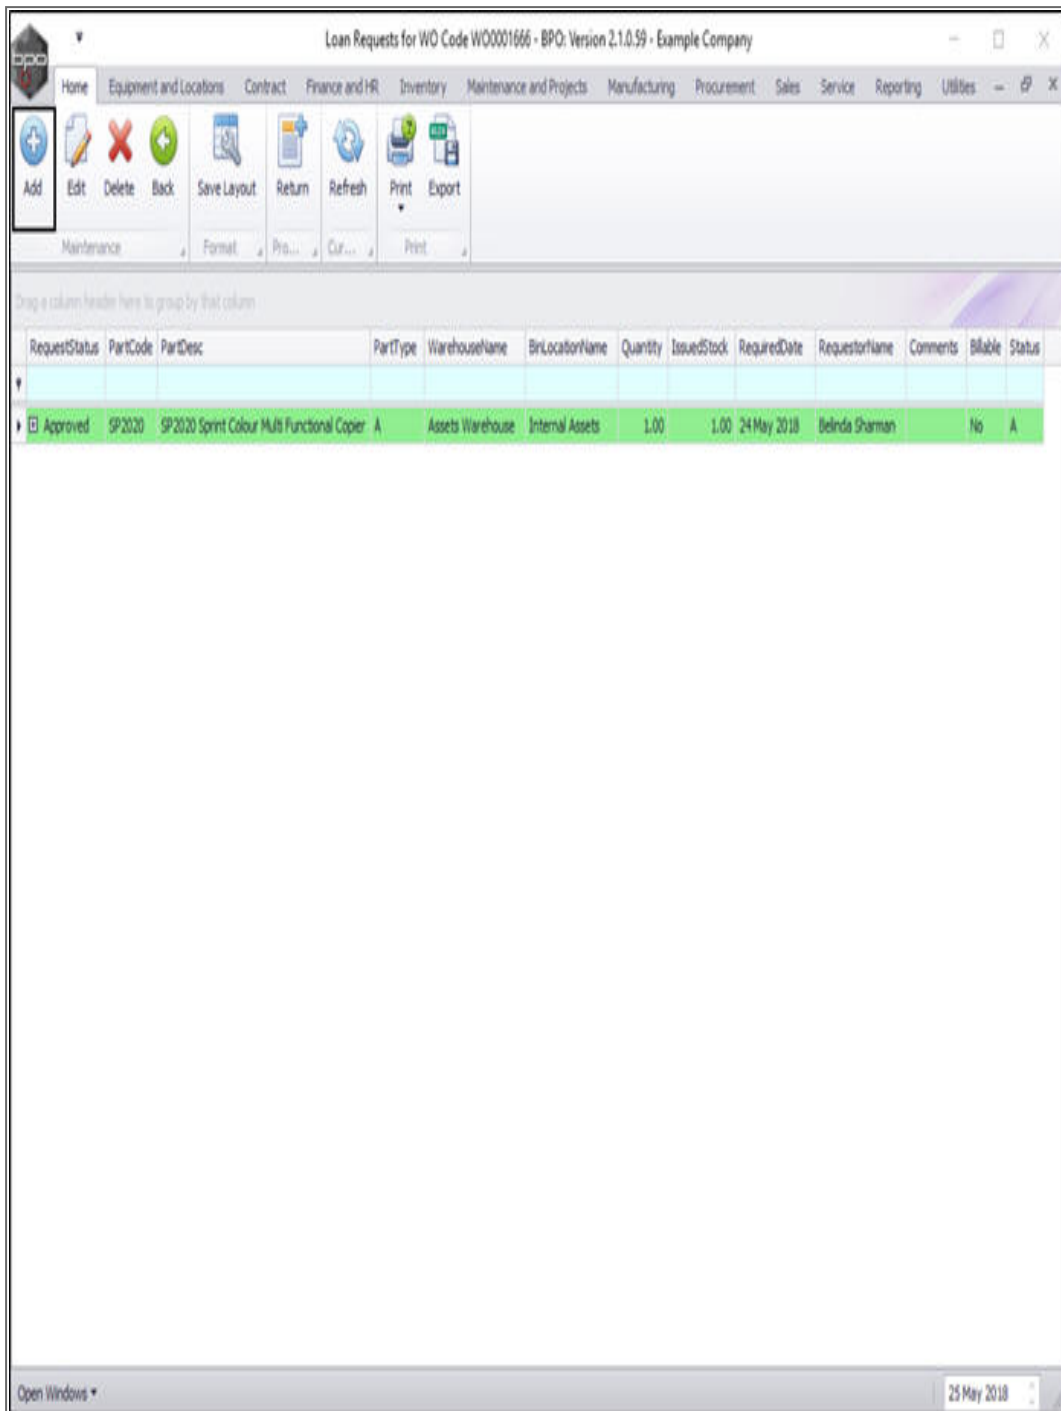 Loan Requests for WO Code WO0001666 - BPO: Version 2.1.0.59 - Example Company
bpo
Home Equipment and Locations Contract Finance and HR Inventory Maintenance and Projects Manufacturing Procurement Sales Service Reporting Utilities
Add Edit Delete Back Save Layout Return Refresh Print Export
Maintenance Format Pro... Cur... Print
Drag a column header here to group by that column
RequestStatus PartCode PartDesc PartType WarehouseName BinLocationName Quantity IssuedStock RequiredDate RequestorName Comments Billable Status
Approved SP2020 SP2020 Sprint Colour Multi Functional Copier A Assets Warehouse Internal Assets 1.00 1.00 24 May 2018 Belinda Sharman No A
Open Windows 25 May 2018